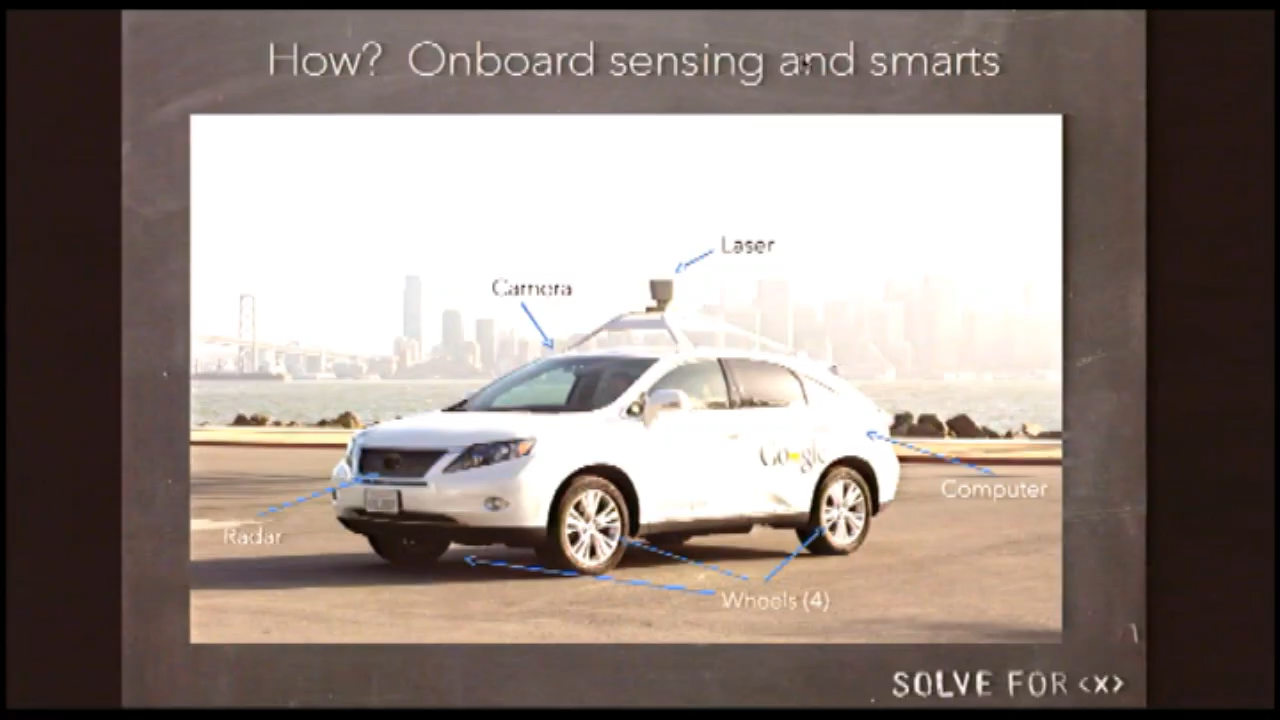 How? Onboard sensing and smarts
Laser
Camera
Google
Computer
Radar
Wheels (4)
SOLVE FOR <x>